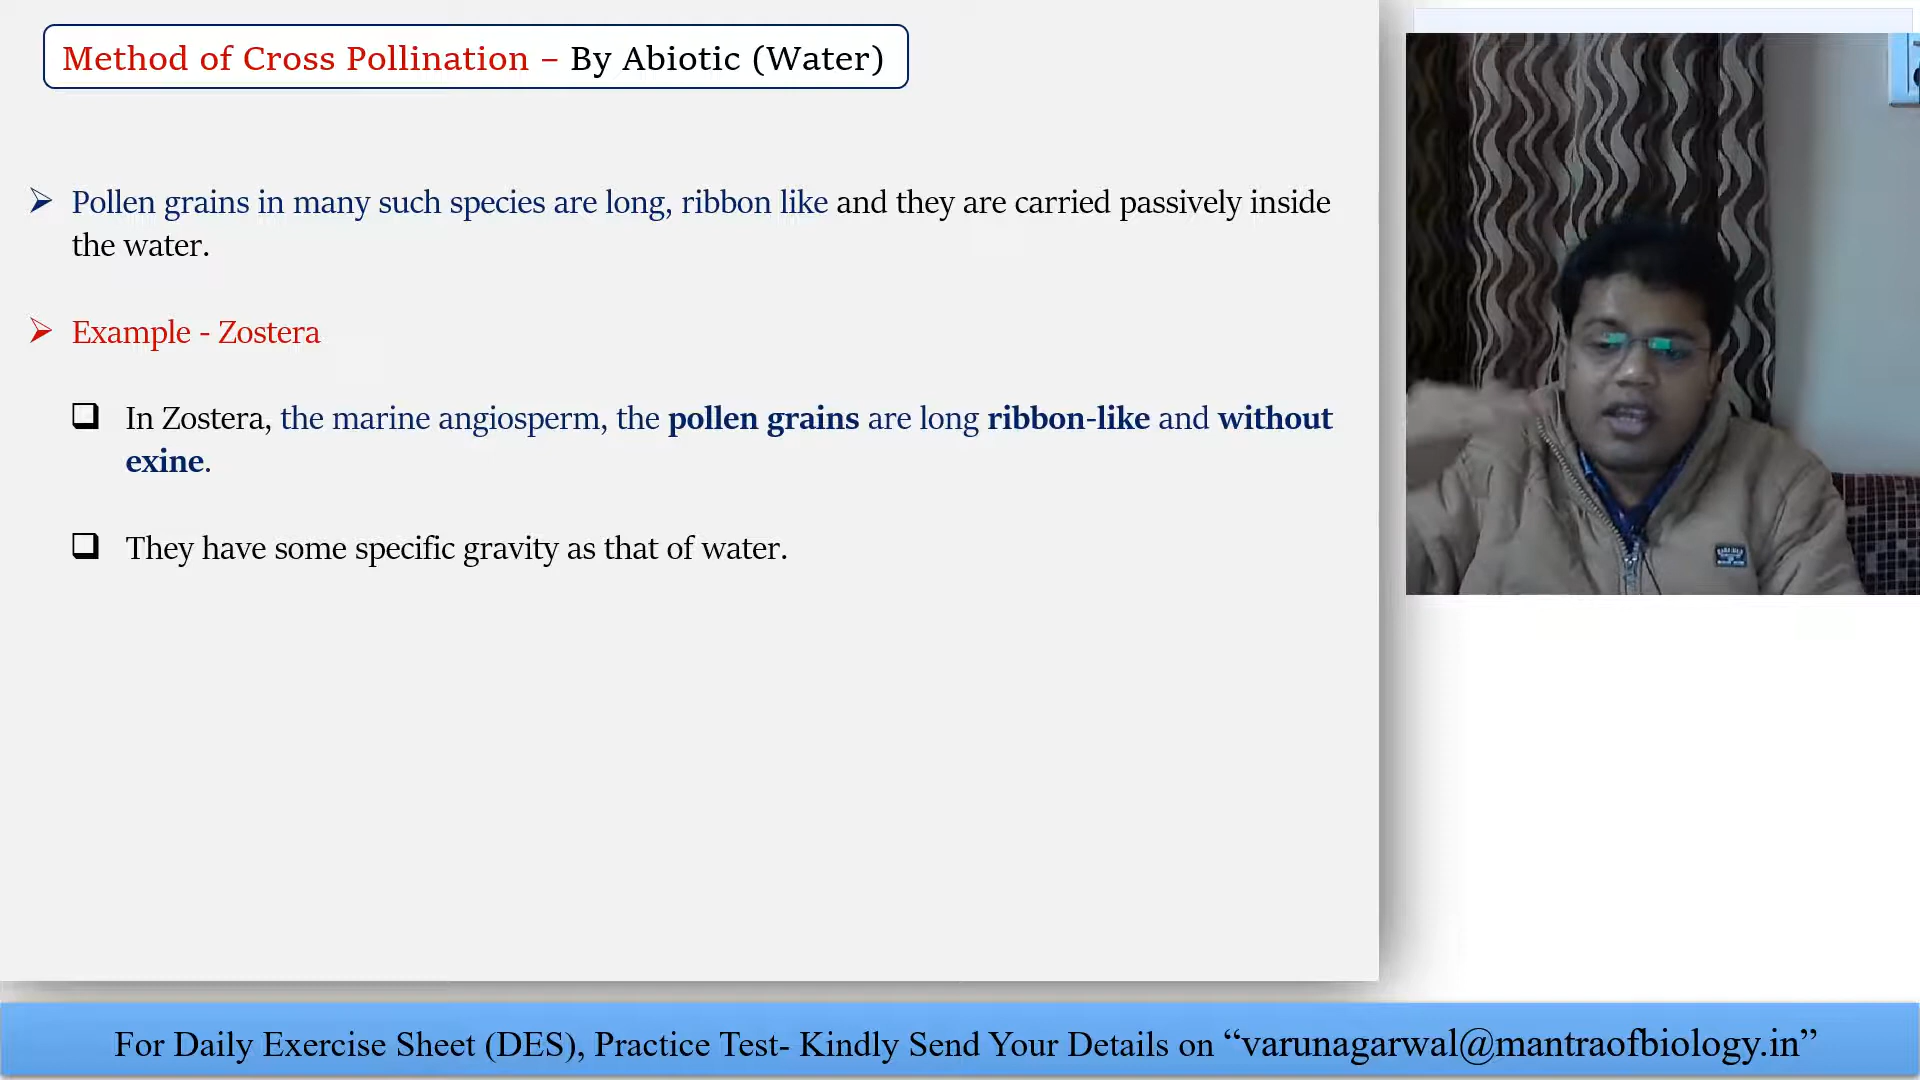 Method of Cross Pollination – By Abiotic (Water)
Pollen grains in many such species are long, ribbon like and they are carried passively inside
the water.
Example - Zostera
In Zostera, the marine angiosperm, the pollen grains are long ribbon-like and without
exine.
They have some specific gravity as that of water.
For Daily Exercise Sheet (DES), Practice Test- Kindly Send Your Details on “varunagarwal@mantraofbiology.in”